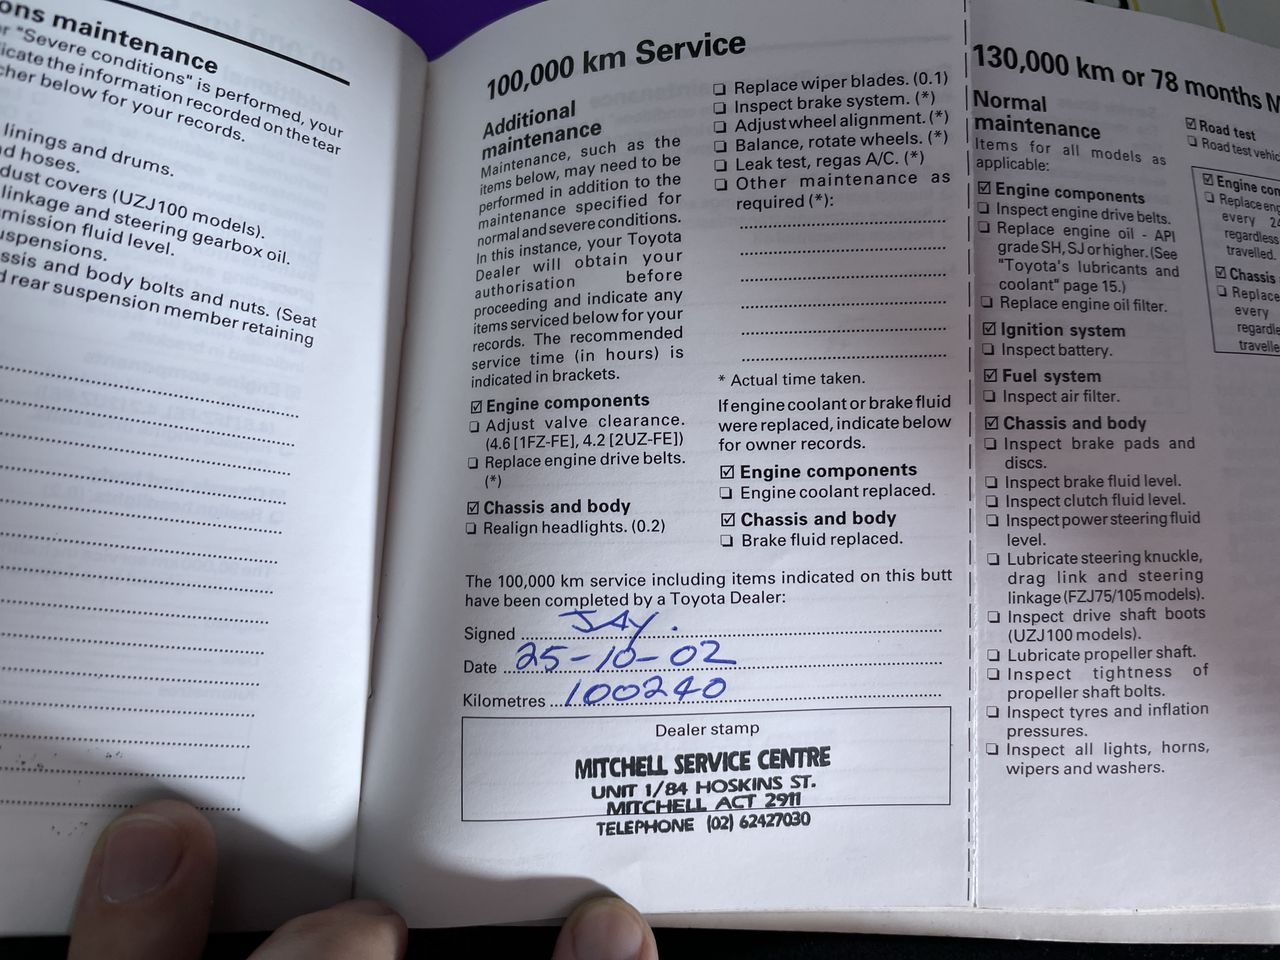 ons maintenance
"Severe conditions" is performed, your
icate the information recorded on the tear
cher below for your records.
linings and drums.
hoses.
dust covers (UZJ100 models).
linkage and steering gearbox oil.
mission fluid level.
uspensions.
ssis and body bolts and nuts. (Seat
rear suspension member retaining
100,000 km Service
Additional
maintenance
Maintenance, such as the
items below, may need to be
performed in addition to the
maintenance specified for
normal and severe conditions.
In this instance, your Toyota
Dealer will obtain your
authorisation before
proceeding and indicate any
items serviced below for your
records. The recommended
service time (in hours) is
indicated in brackets.
☑ Engine components
❏ Adjust valve clearance.
(4.6 [1FZ-FE], 4.2 [2UZ-FE])
❏ Replace engine drive belts.
(*)
☑ Chassis and body
❏ Realign headlights. (0.2)
❏ Replace wiper blades. (0.1)
❏ Inspect brake system. (*)
❏ Adjust wheel alignment. (*)
❏ Balance, rotate wheels. (*)
❏ Leak test, regas A/C. (*)
❏ Other maintenance as
required (*):
* Actual time taken.
If engine coolant or brake fluid
were replaced, indicate below
for owner records.
☑ Engine components
❏ Engine coolant replaced.
☑ Chassis and body
❏ Brake fluid replaced.
The 100,000 km service including items indicated on this butt
have been completed by a Toyota Dealer:
Signed JAY.
Date 25-10-02
Kilometres 100240
Dealer stamp
MITCHELL SERVICE CENTRE
UNIT 1/84 HOSKINS ST.
MITCHELL ACT 2911
TELEPHONE (02) 62427030
130,000 km or 78 months M
Normal
maintenance
Items for all models as
applicable:
☑ Engine components
❏ Inspect engine drive belts.
❏ Replace engine oil - API
grade SH, SJ or higher. (See
"Toyota's lubricants and
coolant" page 15.)
❏ Replace engine oil filter.
☑ Ignition system
❏ Inspect battery.
☑ Fuel system
❏ Inspect air filter.
☑ Chassis and body
❏ Inspect brake pads and
discs.
❏ Inspect brake fluid level.
❏ Inspect clutch fluid level.
❏ Inspect power steering fluid
level.
❏ Lubricate steering knuckle,
drag link and steering
linkage (FZJ75/105 models).
❏ Inspect drive shaft boots
(UZJ100 models).
❏ Lubricate propeller shaft.
❏ Inspect tightness of
propeller shaft bolts.
❏ Inspect tyres and inflation
pressures.
❏ Inspect all lights, horns,
wipers and washers.
☑ Road test
❏ Road test vehic
☑ Engine con
❏ Replace eng
every 24
regardless
travelled.
☑ Chassis
❏ Replace
every
regardle
travelle